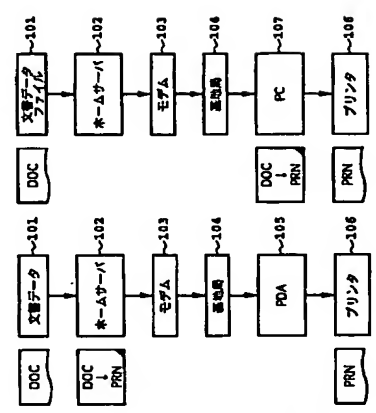 DOC
文書データ
~101
DOC
↓
PRN
ホームサーバ
~102
モデム
~103
基地局
~104
PDA
~105
PRN
プリンタ
~106
DOC
文書データ
ファイル
~101
ホームサーバ
~102
モデム
~103
基地局
~106
DOC
↓
PRN
PC
~107
PRN
プリンタ
~106